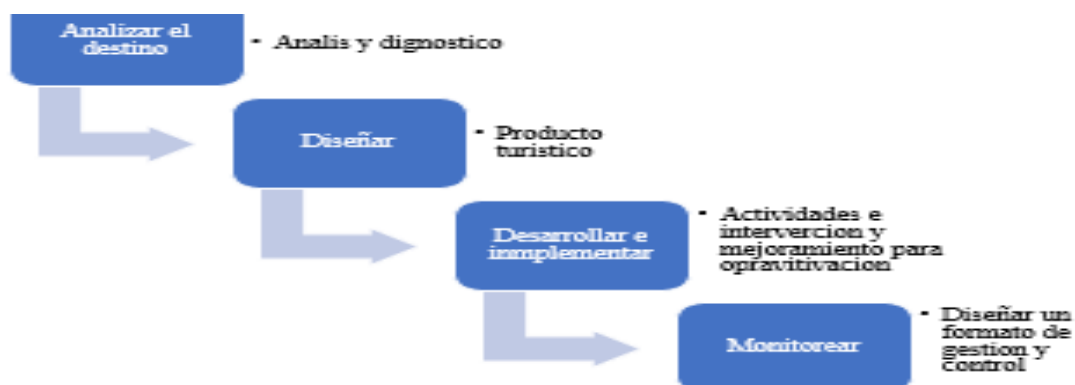 Analizar el
destino
• Analis y dignostico
Diseñar
• Producto
turistico
Desarrollar e
inmplementar
• Actividades e
intervercion y
mejoramiento para
opravitivacion
Monitorear
• Diseñar un
formato de
gestion y
control